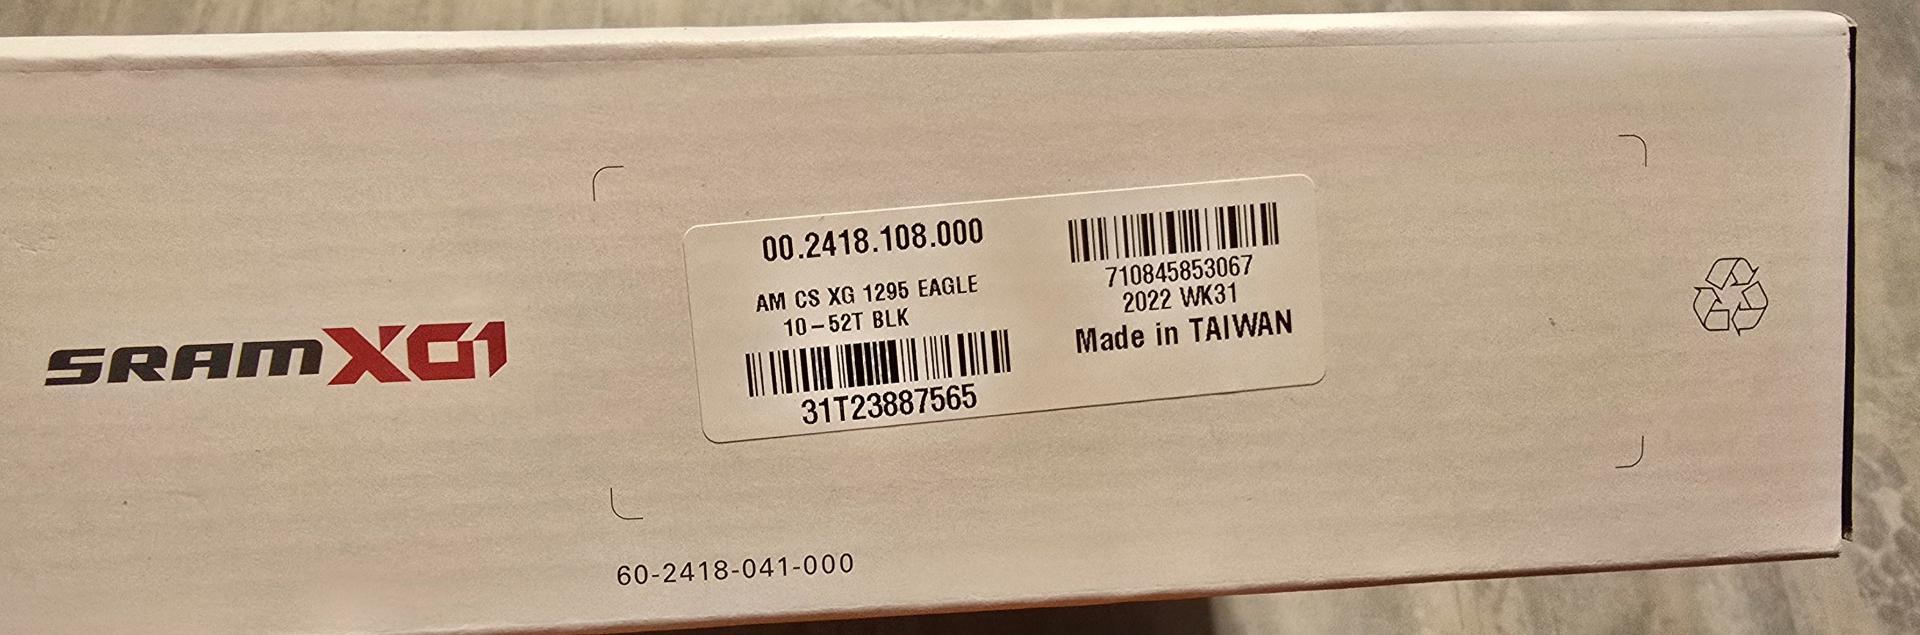 SRAM XG1
00.2418.108.000
AM CS XG 1295 EAGLE
10-52T BLK
31T23887565
710845853067
2022 WK31
Made in TAIWAN
60-2418-041-000